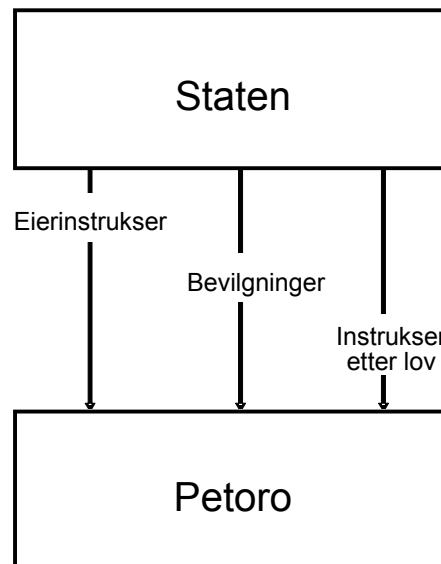 Staten
Eierinstrukser
Bevilgninger
Instrukser
etter lov
Petoro